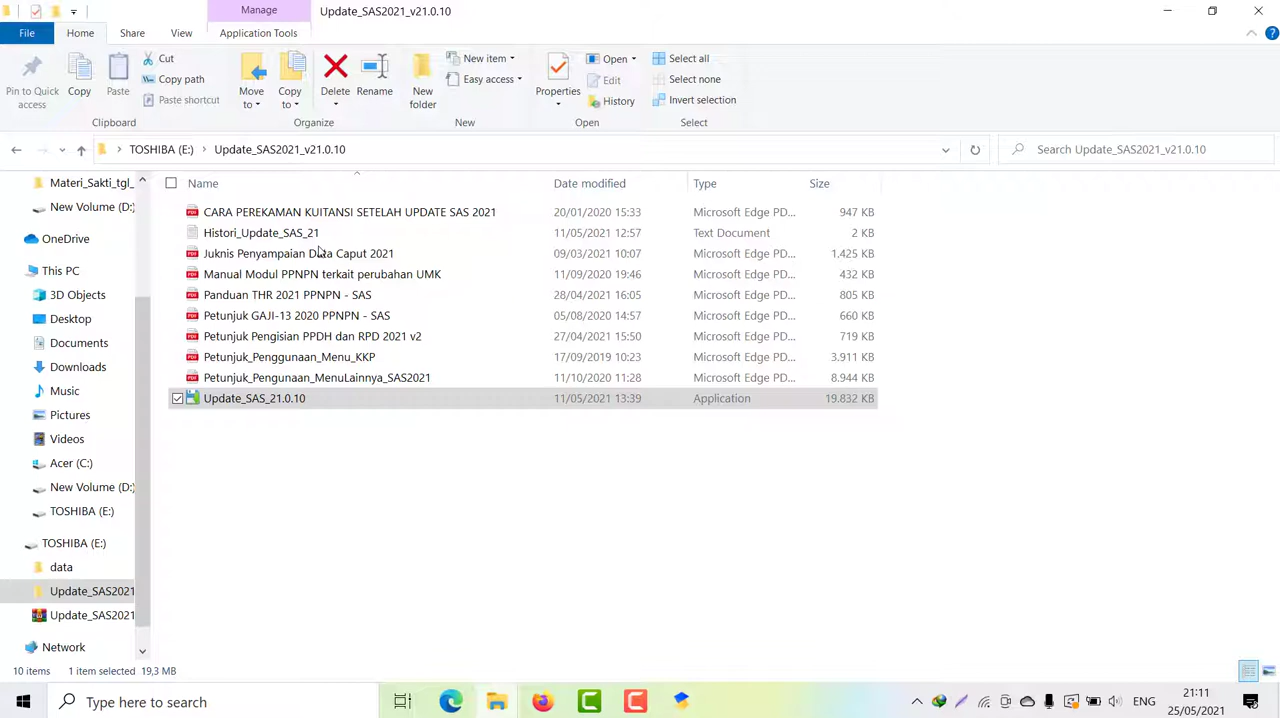 Manage
Update_SAS2021_v21.0.10
File
Home
Share
View
Application Tools
Pin to Quick access
Copy
Paste
Cut
Copy path
Paste shortcut
Clipboard
Move to
Copy to
Delete
Rename
Organize
New folder
New item
Easy access
New
Properties
Open
Edit
History
Open
Select all
Select none
Invert selection
Select
TOSHIBA (E:) > Update_SAS2021_v21.0.10
Search Update_SAS2021_v21.0.10
Materi_Sakti_tgl_
New Volume (D:)
OneDrive
This PC
3D Objects
Desktop
Documents
Downloads
Music
Pictures
Videos
Acer (C:)
New Volume (D:)
TOSHIBA (E:)
TOSHIBA (E:)
data
Update_SAS2021
Update_SAS2021
Network
Name Date modified Type Size
CARA PEREKAMAN KUITANSI SETELAH UPDATE SAS 2021 20/01/2020 15:33 Microsoft Edge PD... 947 KB
Histori_Update_SAS_21 11/05/2021 12:57 Text Document 2 KB
Juknis Penyampaian Data Caput 2021 09/03/2021 10:07 Microsoft Edge PD... 1.425 KB
Manual Modul PPNPN terkait perubahan UMK 11/09/2020 19:46 Microsoft Edge PD... 432 KB
Panduan THR 2021 PPNPN - SAS 28/04/2021 16:05 Microsoft Edge PD... 805 KB
Petunjuk GAJI-13 2020 PPNPN - SAS 05/08/2020 14:57 Microsoft Edge PD... 660 KB
Petunjuk Pengisian PPDH dan RPD 2021 v2 27/04/2021 15:50 Microsoft Edge PD... 719 KB
Petunjuk_Penggunaan_Menu_KKP 17/09/2019 10:23 Microsoft Edge PD... 3.911 KB
Petunjuk_Pengunaan_MenuLainnya_SAS2021 11/10/2020 11:28 Microsoft Edge PD... 8.944 KB
Update_SAS_21.0.10 11/05/2021 13:39 Application 19.832 KB
10 items 1 item selected 19,3 MB
Type here to search
ENG
21:11
25/05/2021